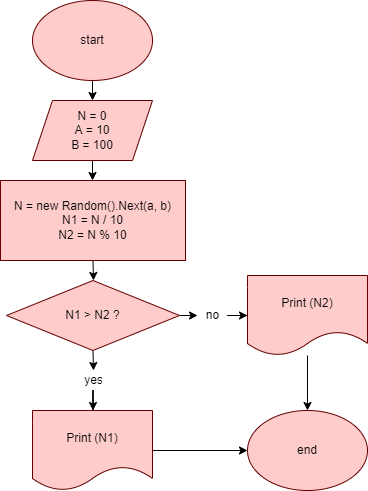 start
N = 0
A = 10
B = 100
N = new Random().Next(a, b)
N1 = N / 10
N2 = N % 10
N1 > N2 ?
no
Print (N2)
yes
Print (N1)
end